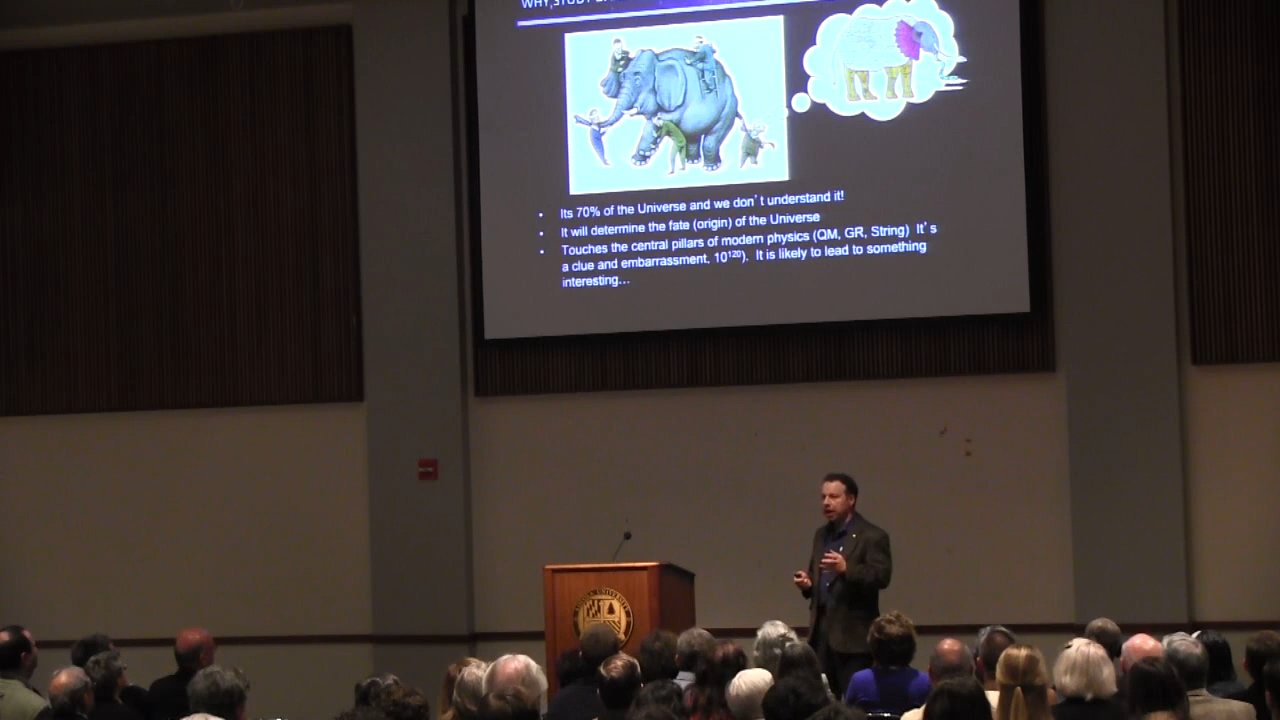 WHY STUDY
• Its 70% of the Universe and we don't understand it!
• It will determine the fate (origin) of the Universe
• Touches the central pillars of modern physics (QM, GR, String) It's
a clue and embarrassment, 10¹²⁰). It is likely to lead to something
interesting...